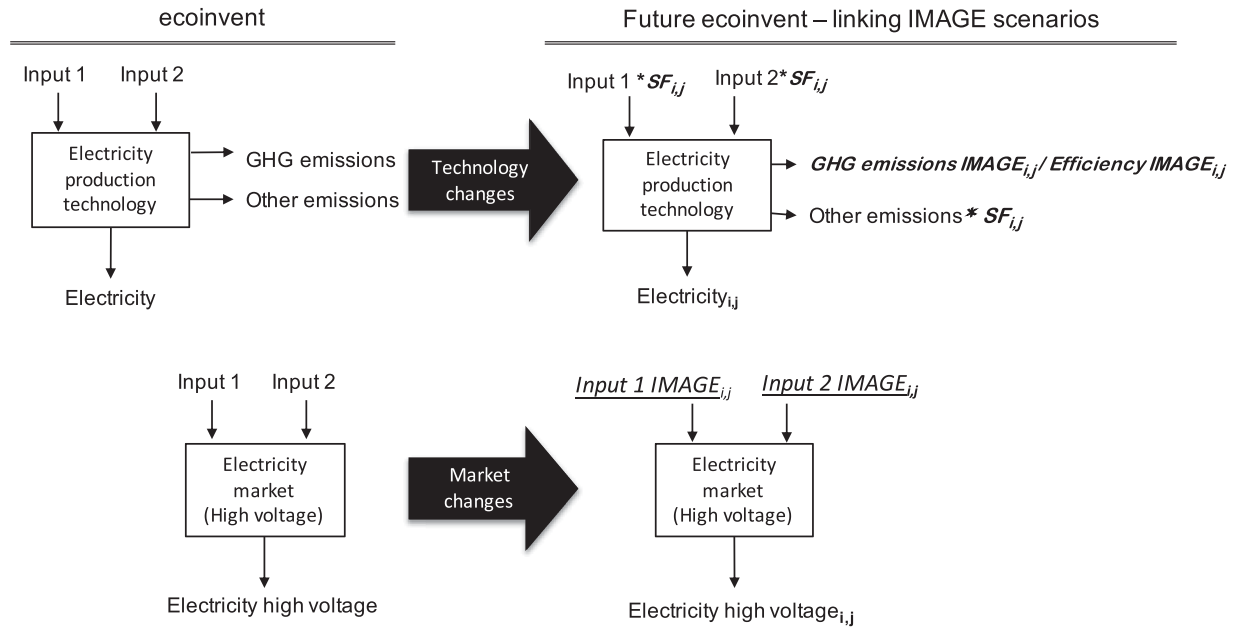 ecoinvent
Future ecoinvent – linking IMAGE scenarios
Input 1
Input 2
Electricity
production
technology
GHG emissions
Other emissions
Electricity
Technology
changes
Input 1 *SFi,j
Input 2*SFi,j
Electricity
production
technology
GHG emissions IMAGEi,j/ Efficiency IMAGEi,j
Other emissions* SFi,j
Electricityi,j
Input 1
Input 2
Electricity
market
(High voltage)
Electricity high voltage
Market
changes
Input 1 IMAGEi,j
Input 2 IMAGEi,j
Electricity
market
(High voltage)
Electricity high voltagei,j